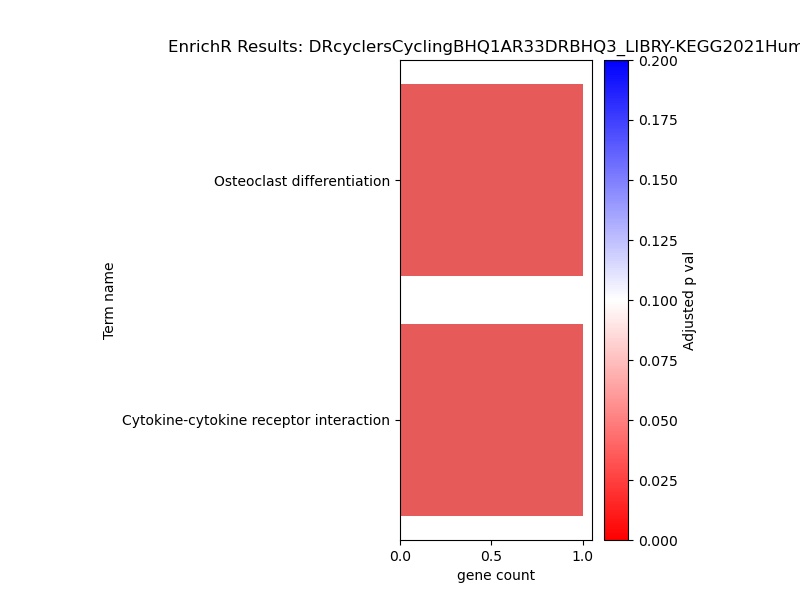 EnrichR Results: DRcyclersCyclingBHQ1AR33DRBHQ3_LIBRY-KEGG2021Hum
Osteoclast differentiation
Cytokine-cytokine receptor interaction
Term name
0.0 0.5 1.0
gene count
0.200
0.175
0.150
0.125
0.100
0.075
0.050
0.025
0.000
Adjusted p val